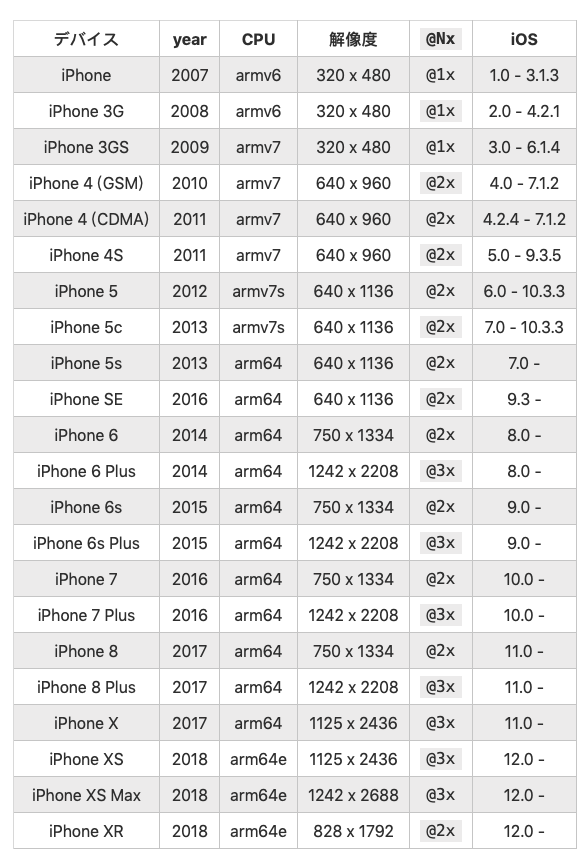 デバイス year CPU 解像度 @Nx iOS
iPhone 2007 armv6 320 x 480 @1x 1.0 - 3.1.3
iPhone 3G 2008 armv6 320 x 480 @1x 2.0 - 4.2.1
iPhone 3GS 2009 armv7 320 x 480 @1x 3.0 - 6.1.4
iPhone 4 (GSM) 2010 armv7 640 x 960 @2x 4.0 - 7.1.2
iPhone 4 (CDMA) 2011 armv7 640 x 960 @2x 4.2.4 - 7.1.2
iPhone 4S 2011 armv7 640 x 960 @2x 5.0 - 9.3.5
iPhone 5 2012 armv7s 640 x 1136 @2x 6.0 - 10.3.3
iPhone 5c 2013 armv7s 640 x 1136 @2x 7.0 - 10.3.3
iPhone 5s 2013 arm64 640 x 1136 @2x 7.0 -
iPhone SE 2016 arm64 640 x 1136 @2x 9.3 -
iPhone 6 2014 arm64 750 x 1334 @2x 8.0 -
iPhone 6 Plus 2014 arm64 1242 x 2208 @3x 8.0 -
iPhone 6s 2015 arm64 750 x 1334 @2x 9.0 -
iPhone 6s Plus 2015 arm64 1242 x 2208 @3x 9.0 -
iPhone 7 2016 arm64 750 x 1334 @2x 10.0 -
iPhone 7 Plus 2016 arm64 1242 x 2208 @3x 10.0 -
iPhone 8 2017 arm64 750 x 1334 @2x 11.0 -
iPhone 8 Plus 2017 arm64 1242 x 2208 @3x 11.0 -
iPhone X 2017 arm64 1125 x 2436 @3x 11.0 -
iPhone XS 2018 arm64e 1125 x 2436 @3x 12.0 -
iPhone XS Max 2018 arm64e 1242 x 2688 @3x 12.0 -
iPhone XR 2018 arm64e 828 x 1792 @2x 12.0 -